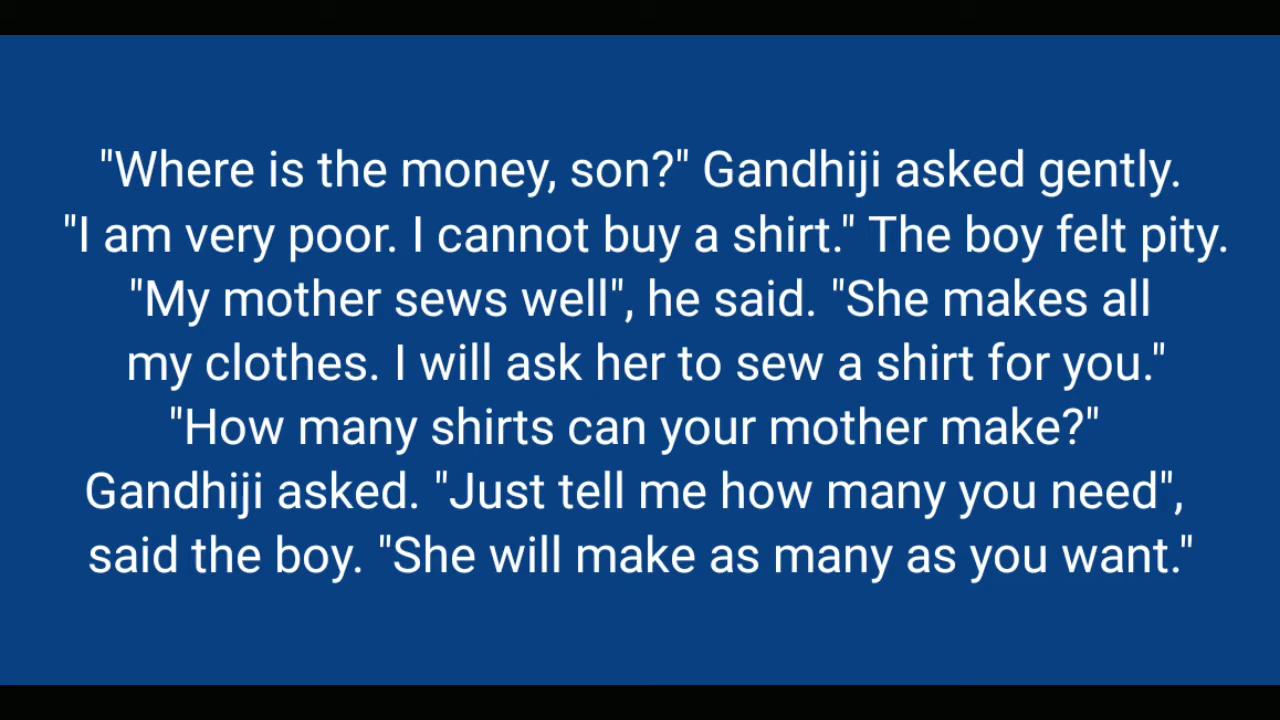 "Where is the money, son?" Gandhiji asked gently.
"I am very poor. I cannot buy a shirt." The boy felt pity.
"My mother sews well", he said. "She makes all
my clothes. I will ask her to sew a shirt for you."
"How many shirts can your mother make?"
Gandhiji asked. "Just tell me how many you need",
said the boy. "She will make as many as you want."